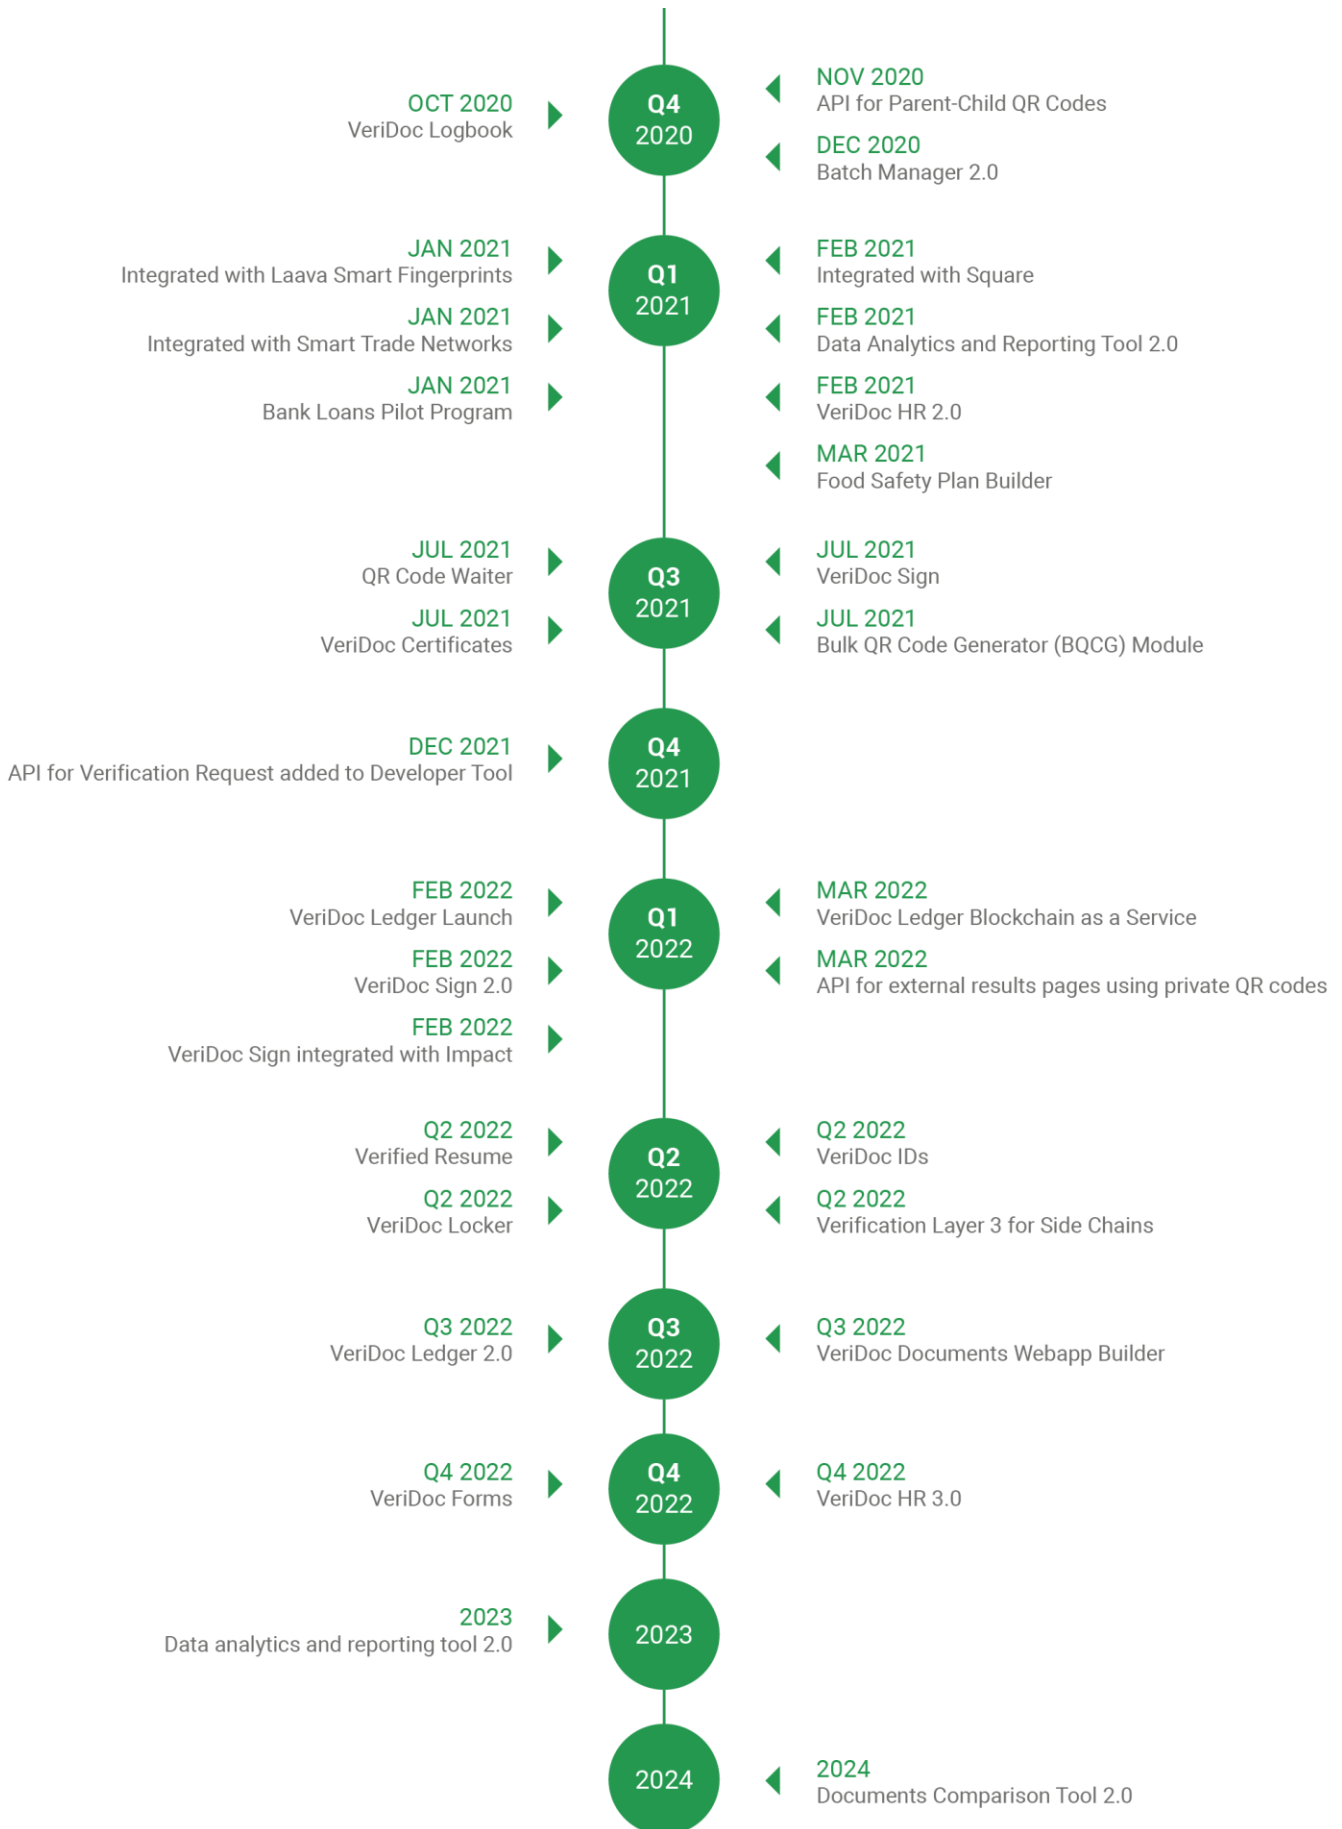 OCT 2020
VeriDoc Logbook
Q4
2020
NOV 2020
API for Parent-Child QR Codes
DEC 2020
Batch Manager 2.0
JAN 2021
Integrated with Laava Smart Fingerprints
JAN 2021
Integrated with Smart Trade Networks
JAN 2021
Bank Loans Pilot Program
Q1
2021
FEB 2021
Integrated with Square
FEB 2021
Data Analytics and Reporting Tool 2.0
FEB 2021
VeriDoc HR 2.0
MAR 2021
Food Safety Plan Builder
JUL 2021
QR Code Waiter
JUL 2021
VeriDoc Certificates
Q3
2021
JUL 2021
VeriDoc Sign
JUL 2021
Bulk QR Code Generator (BQCG) Module
DEC 2021
API for Verification Request added to Developer Tool
Q4
2021
FEB 2022
VeriDoc Ledger Launch
FEB 2022
VeriDoc Sign 2.0
FEB 2022
VeriDoc Sign integrated with Impact
Q1
2022
MAR 2022
VeriDoc Ledger Blockchain as a Service
MAR 2022
API for external results pages using private QR codes
Q2 2022
Verified Resume
Q2 2022
VeriDoc Locker
Q2
2022
Q2 2022
VeriDoc IDs
Q2 2022
Verification Layer 3 for Side Chains
Q3 2022
VeriDoc Ledger 2.0
Q3
2022
Q3 2022
VeriDoc Documents Webapp Builder
Q4 2022
VeriDoc Forms
Q4
2022
Q4 2022
VeriDoc HR 3.0
2023
Data analytics and reporting tool 2.0
2023
2024
2024
Documents Comparison Tool 2.0